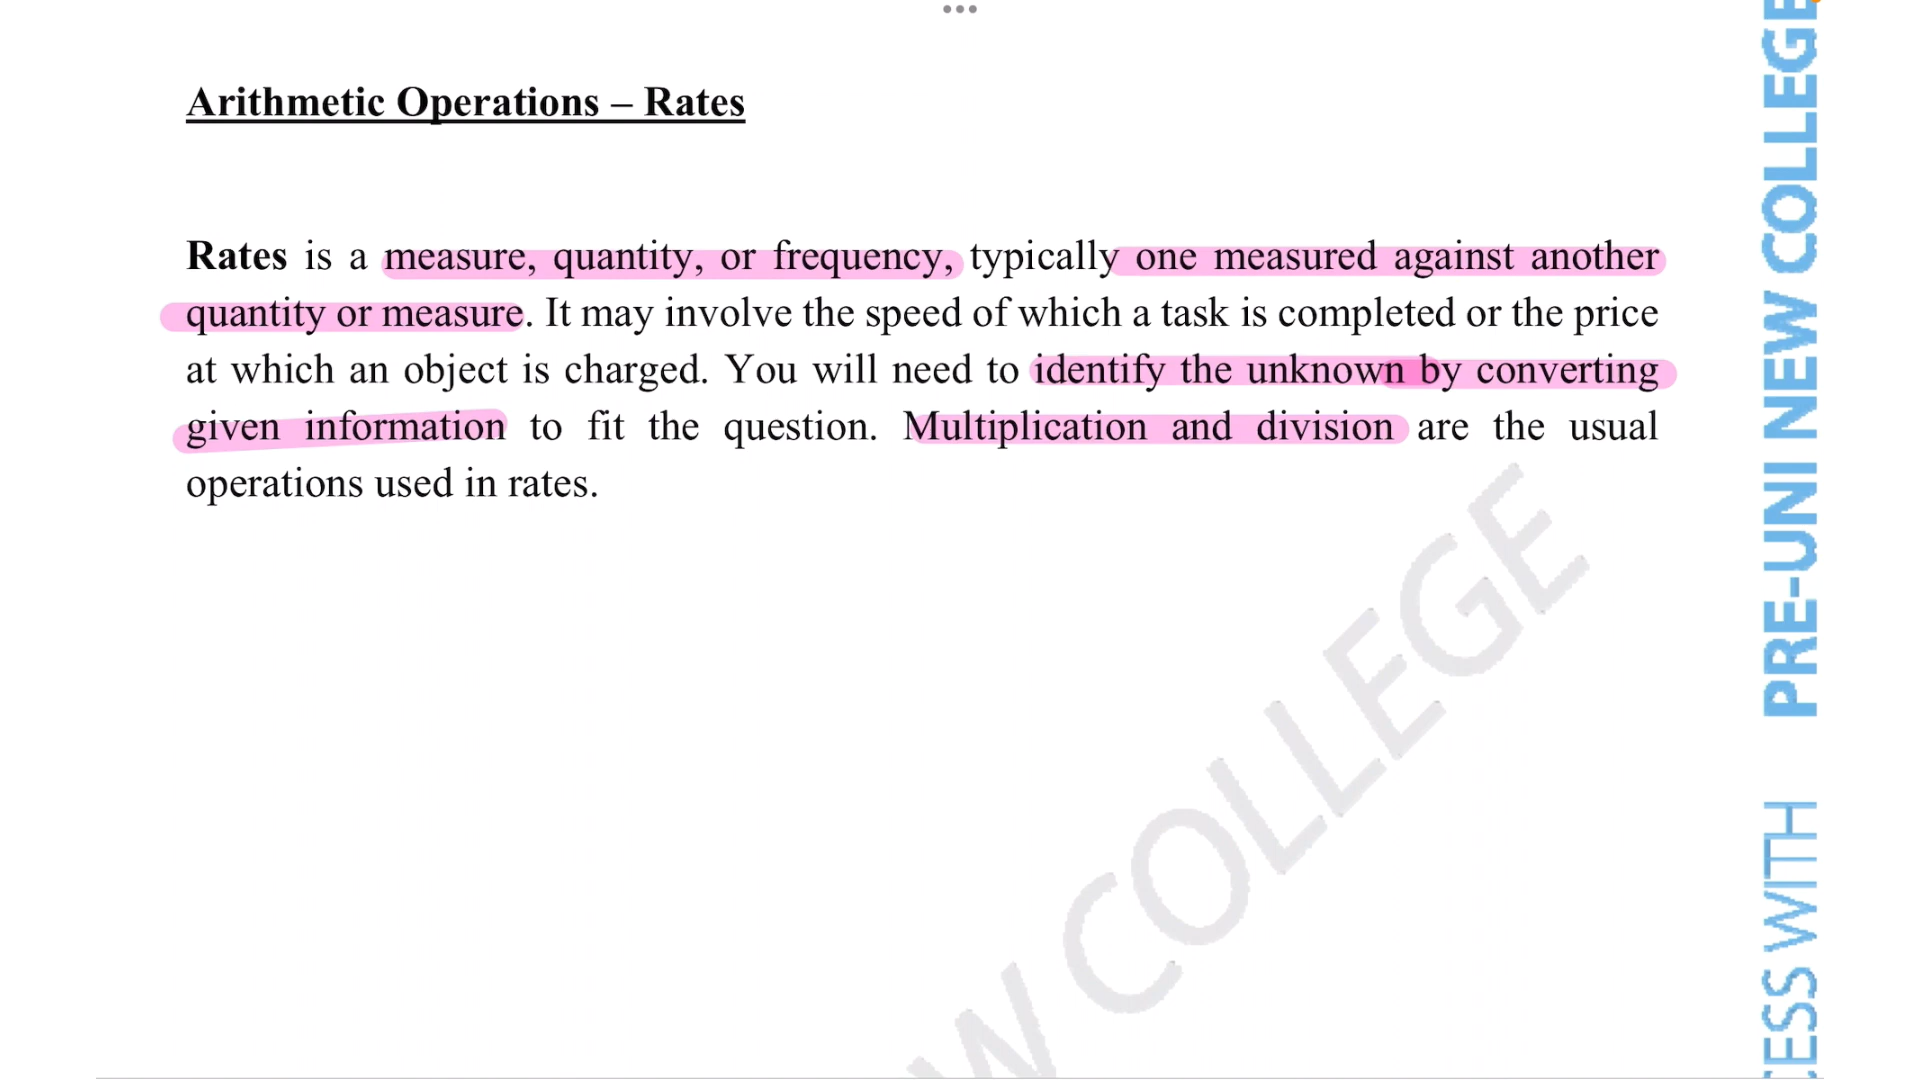 Arithmetic Operations – Rates
Rates is a measure, quantity, or frequency, typically one measured against another
quantity or measure. It may involve the speed of which a task is completed or the price
at which an object is charged. You will need to identify the unknown by converting
given information to fit the question. Multiplication and division are the usual
operations used in rates.
W COLLEGE
CESS WITH PRE-UNI NEW COLLEGE